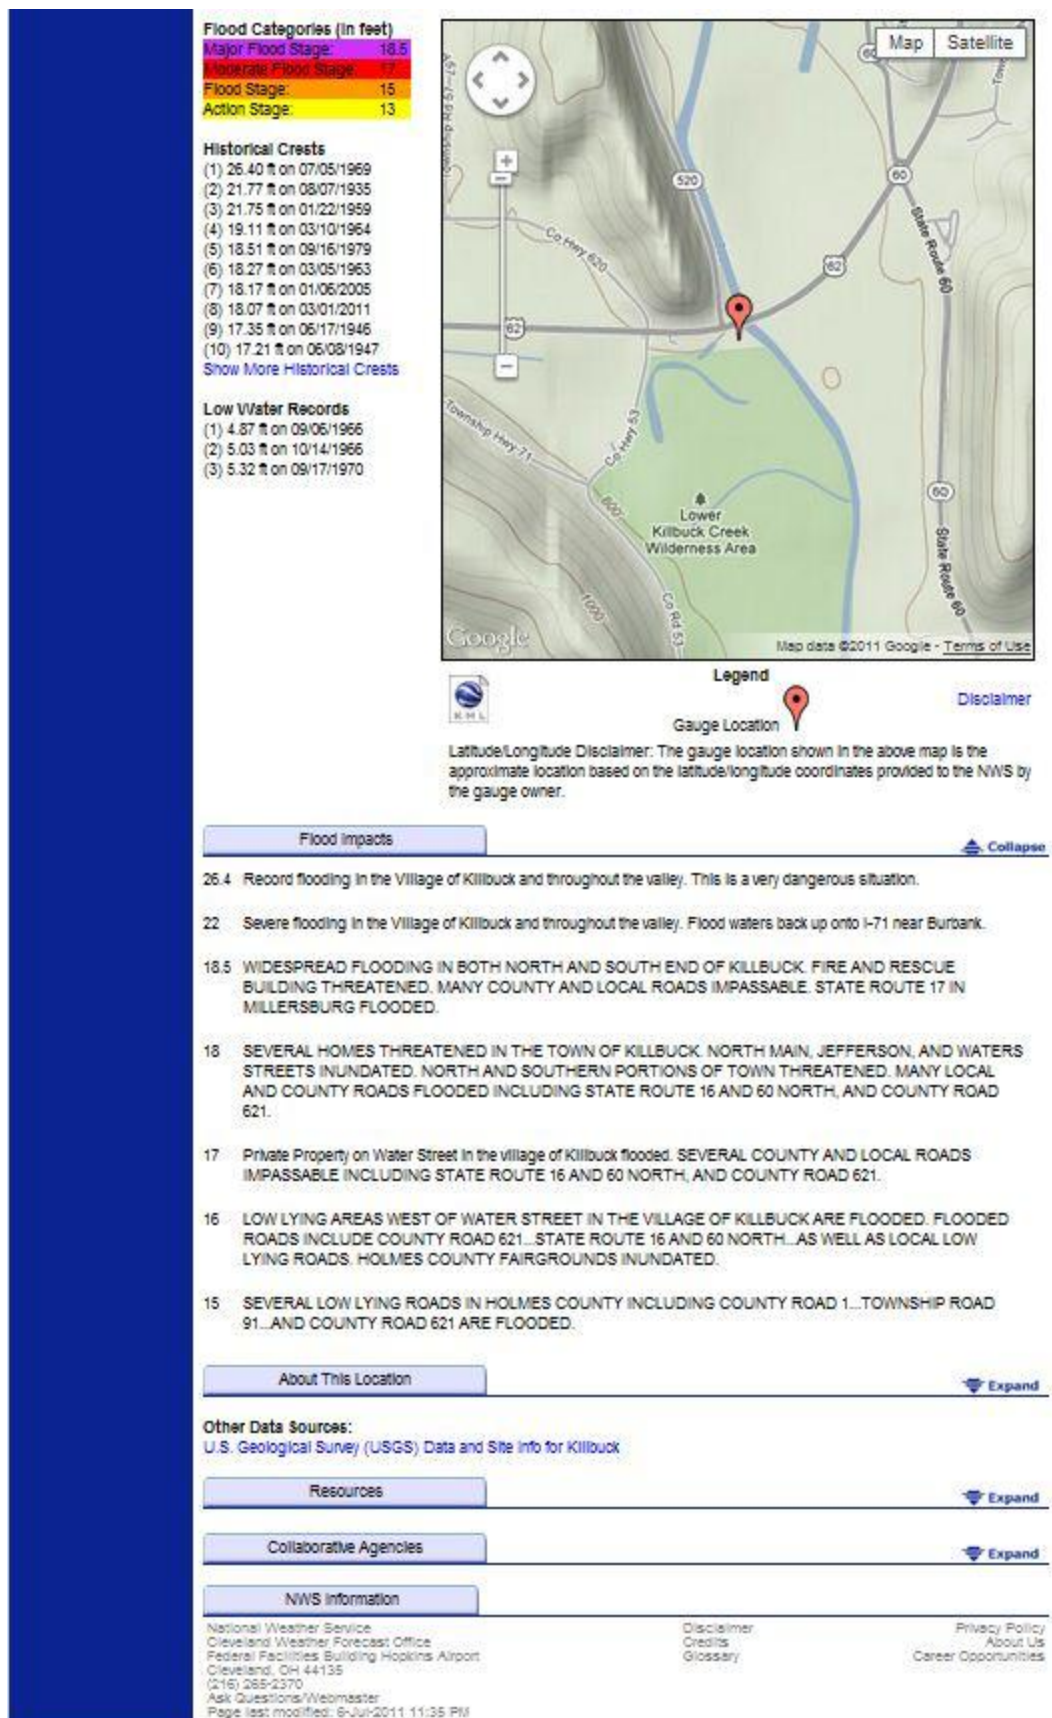 Flood Categories (in feet)
Major Flood Stage: 18.5
Moderate Flood Stage: 17
Flood Stage: 15
Action Stage: 13
Historical Crests
(1) 26.40 ft on 07/05/1969
(2) 21.77 ft on 08/07/1935
(3) 21.75 ft on 01/22/1959
(4) 19.11 ft on 03/10/1964
(5) 18.51 ft on 09/16/1979
(6) 18.27 ft on 03/05/1963
(7) 18.17 ft on 01/06/2005
(8) 18.07 ft on 03/01/2011
(9) 17.35 ft on 06/17/1946
(10) 17.21 ft on 06/08/1947
Show More Historical Crests
Low Water Records
(1) 4.87 ft on 09/06/1966
(2) 5.03 ft on 10/14/1966
(3) 5.32 ft on 09/17/1970
Map Satellite
60
520
60
State Route 60
Co Hwy 620
62
62
Township Hwy 71
Co Hwy 53
600
60
Lower
Killbuck Creek
Wilderness Area
State Route 60
1000
Co Rd 53
Google
Map data ©2011 Google - Terms of Use
Legend
KML
Gauge Location
Disclaimer
Latitude/Longitude Disclaimer: The gauge location shown in the above map is the
approximate location based on the latitude/longitude coordinates provided to the NWS by
the gauge owner.
Flood Impacts
Collapse
26.4 Record flooding in the Village of Killbuck and throughout the valley. This is a very dangerous situation.
22 Severe flooding in the Village of Killbuck and throughout the valley. Flood waters back up onto I-71 near Burbank.
18.5 WIDESPREAD FLOODING IN BOTH NORTH AND SOUTH END OF KILLBUCK. FIRE AND RESCUE
BUILDING THREATENED. MANY COUNTY AND LOCAL ROADS IMPASSABLE. STATE ROUTE 17 IN
MILLERSBURG FLOODED.
18 SEVERAL HOMES THREATENED IN THE TOWN OF KILLBUCK. NORTH MAIN, JEFFERSON, AND WATERS
STREETS INUNDATED. NORTH AND SOUTHERN PORTIONS OF TOWN THREATENED. MANY LOCAL
AND COUNTY ROADS FLOODED INCLUDING STATE ROUTE 16 AND 60 NORTH, AND COUNTY ROAD
621.
17 Private Property on Water Street in the village of Killbuck flooded. SEVERAL COUNTY AND LOCAL ROADS
IMPASSABLE INCLUDING STATE ROUTE 16 AND 60 NORTH, AND COUNTY ROAD 621.
16 LOW LYING AREAS WEST OF WATER STREET IN THE VILLAGE OF KILLBUCK ARE FLOODED. FLOODED
ROADS INCLUDE COUNTY ROAD 621...STATE ROUTE 16 AND 60 NORTH...AS WELL AS LOCAL LOW
LYING ROADS. HOLMES COUNTY FAIRGROUNDS INUNDATED.
15 SEVERAL LOW LYING ROADS IN HOLMES COUNTY INCLUDING COUNTY ROAD 1...TOWNSHIP ROAD
91...AND COUNTY ROAD 621 ARE FLOODED.
About This Location
Expand
Other Data Sources:
U.S. Geological Survey (USGS) Data and Site Info for Killbuck
Resources
Expand
Collaborative Agencies
Expand
NWS Information
National Weather Service
Cleveland Weather Forecast Office
Federal Facilities Building Hopkins Airport
Cleveland, OH 44135
(216) 265-2370
Ask Questions/Webmaster
Page last modified: 6-Jul-2011 11:35 PM
Disclaimer
Credits
Glossary
Privacy Policy
About Us
Career Opportunities